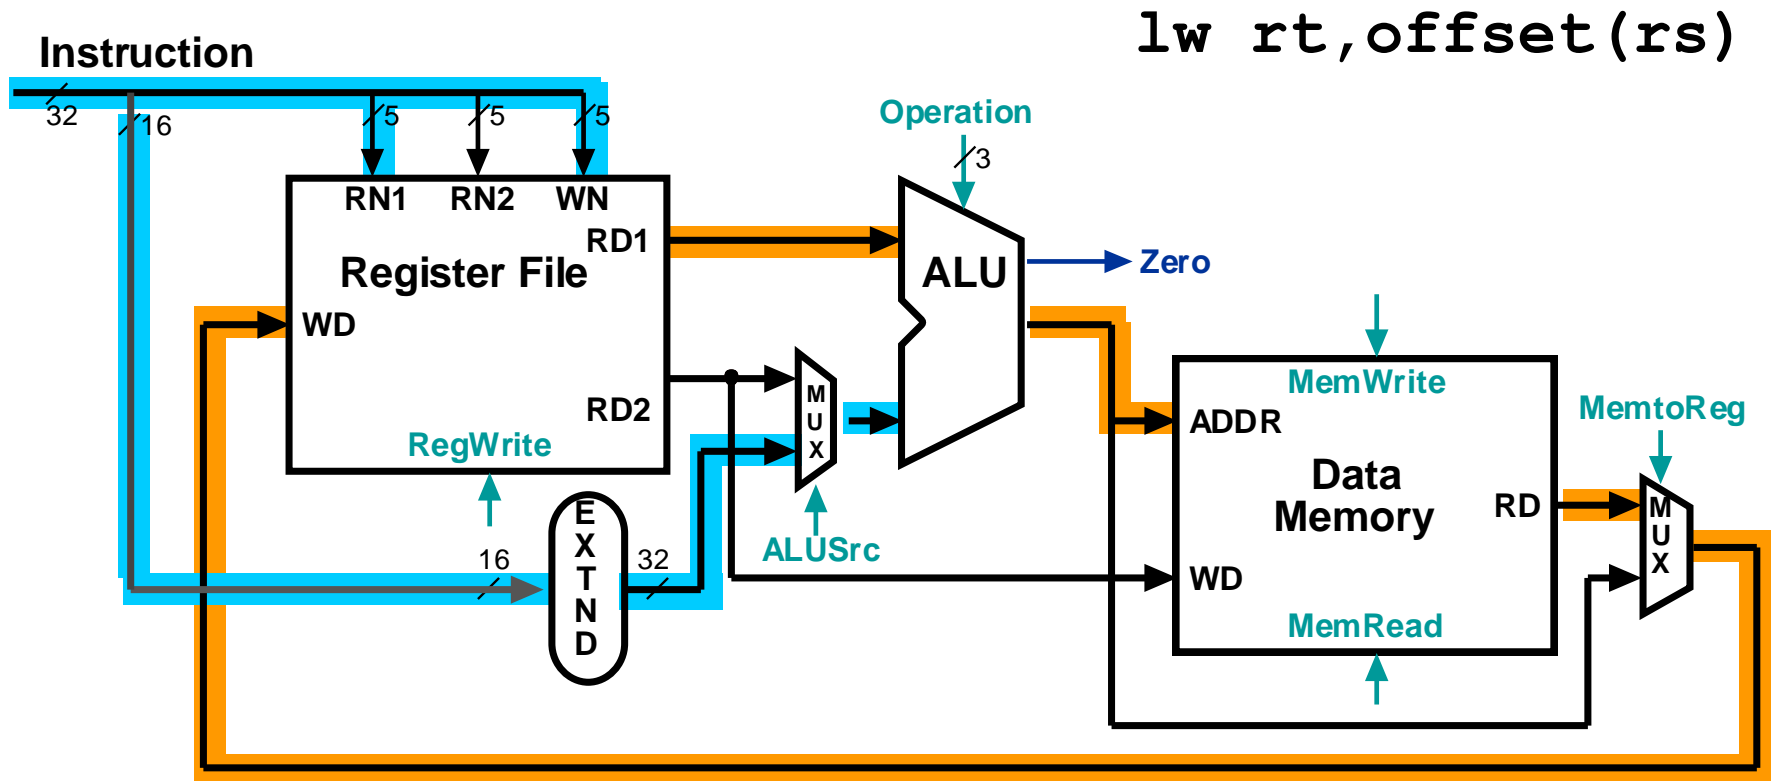 lw rt,offset(rs)
Instruction
32
16
5
5
5
Operation
3
RN1 RN2 WN
RD1
Register File
ALU
Zero
WD
MUX
MemWrite
RD2
ADDR
MemtoReg
RegWrite
Data
Memory
RD
MUX
EXTND
16
32
ALUSrc
WD
MemRead